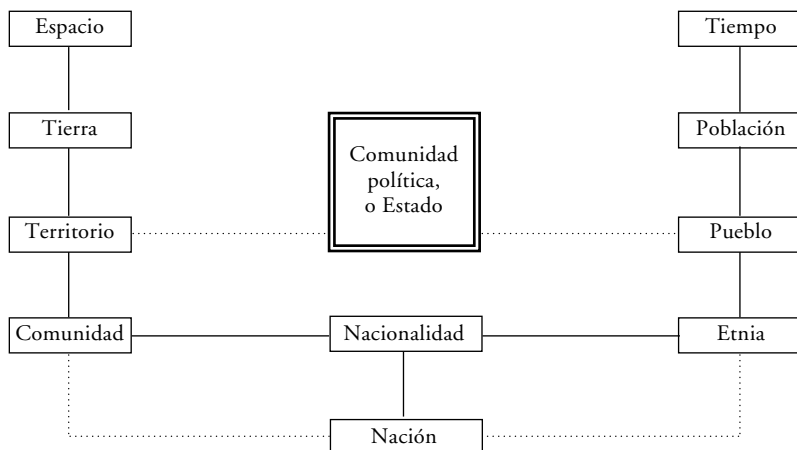 Espacio
Tiempo
Tierra
Comunidad
política,
o Estado
Población
Territorio
Pueblo
Comunidad
Nacionalidad
Etnia
Nación